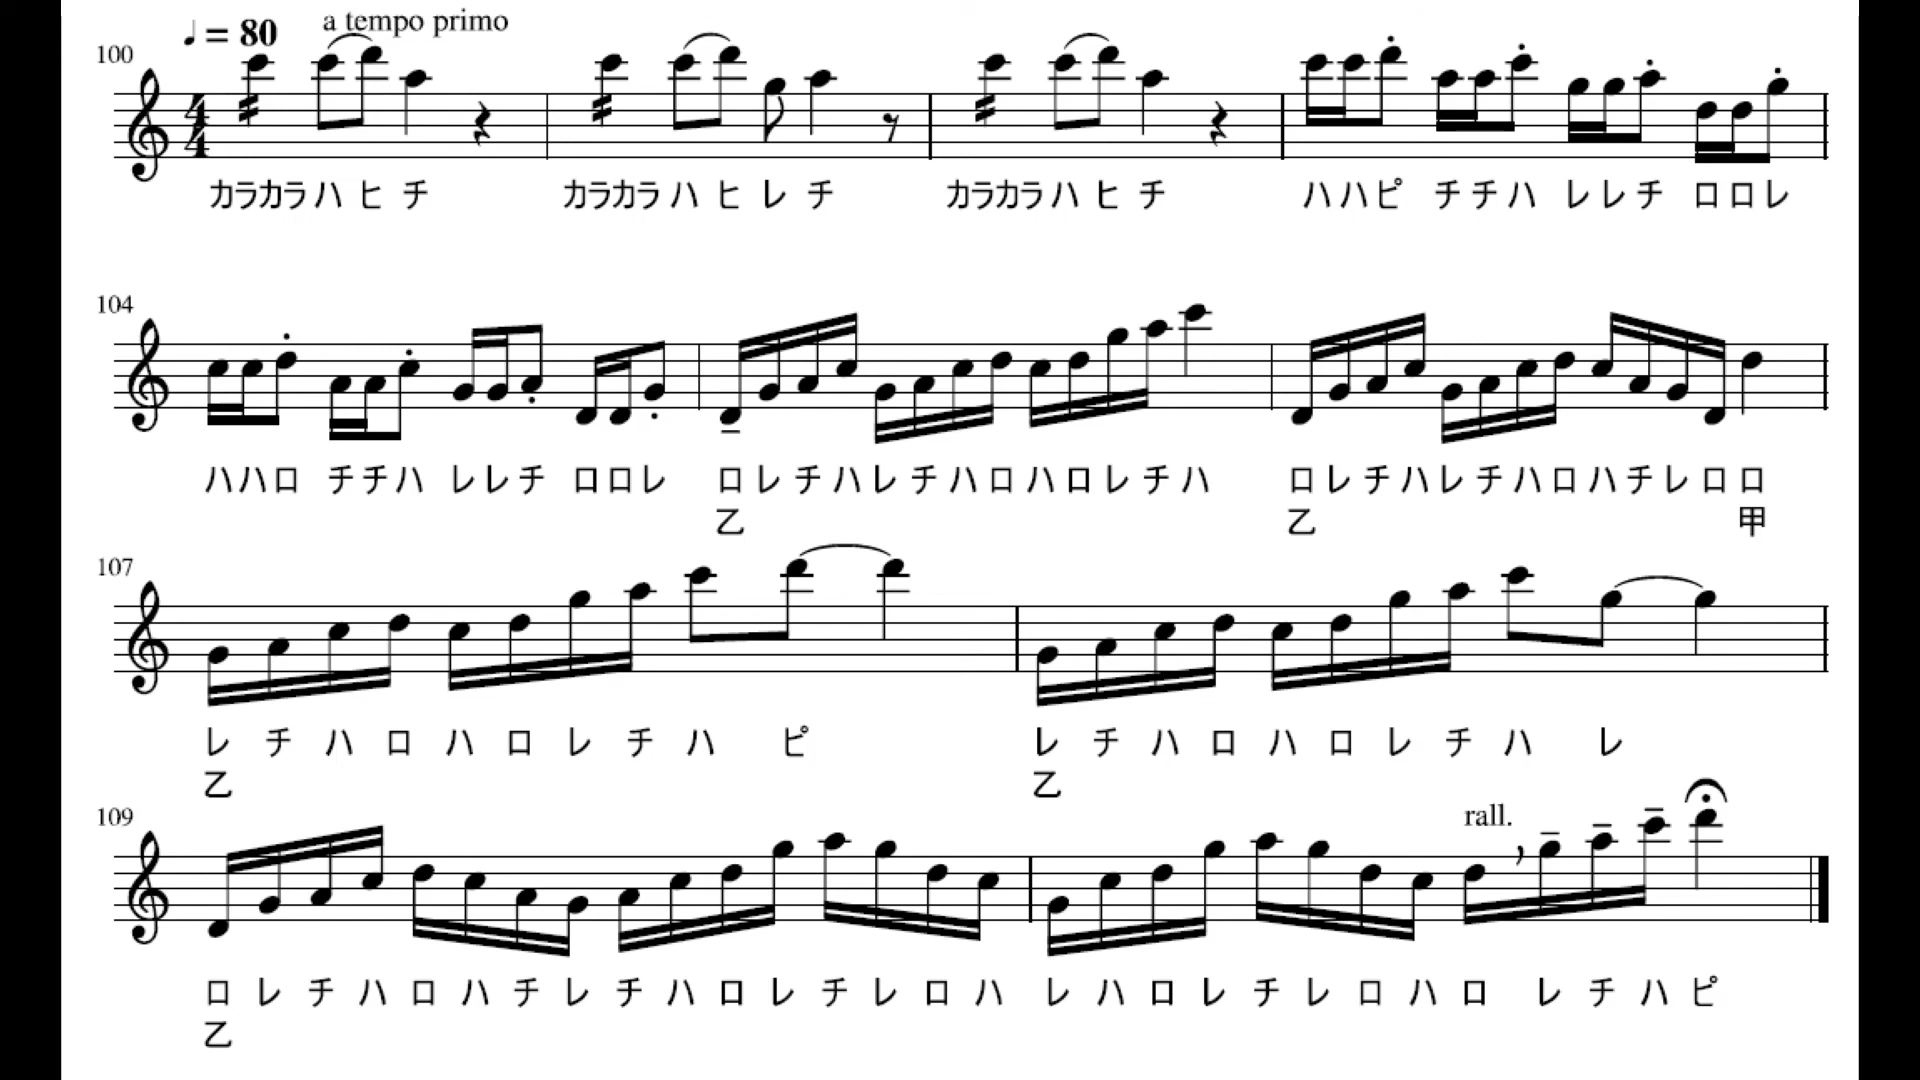 ♩ = 80 a tempo primo
100
4/4
カラカラ ハ ヒ チ カラカラ ハ ヒ レ チ カラカラ ハ ヒ チ ハハピ チチハ レレチ ロロレ
104
ハハロ チチハ レレチ ロロレ ロレチハレチハロハロレチハ ロレチハレチハロハチレロロ
乙 乙 甲
107
レ チ ハ ロ ハ ロ レ チ ハ ピ レ チ ハ ロ ハ ロ レ チ ハ レ
乙 乙
109 rall.
ロ レ チ ハ ロ ハ チ レ チ ハ ロ レ チ レ ロ ハ レ ハ ロ レ チ レ ロ ハ ロ レ チ ハ ピ
乙